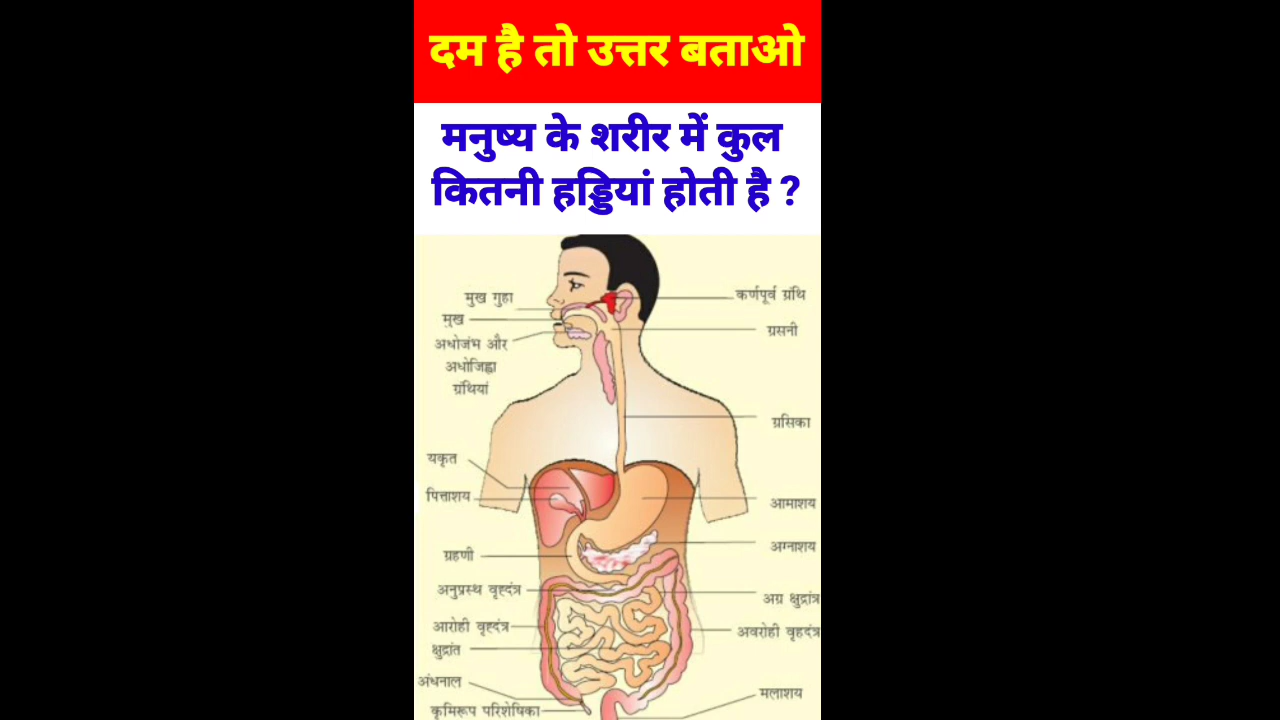 दम है तो उत्तर बताओ
मनुष्य के शरीर में कुल
कितनी हड्डियां होती है ?
मुख गुहा
मुख
अधोजंभ और
अधोजिह्वा
ग्रंथियां
यकृत
पित्ताशय
ग्रहणी
अनुप्रस्थ वृहदंत्र
आरोही वृहदंत्र
क्षुद्रांत
अंधनाल
कृमिरूप परिशेषिका
कर्णपूर्व ग्रंथि
ग्रसनी
ग्रसिका
आमाशय
अग्नाशय
अग्र क्षुद्रांत्र
अवरोही वृहदंत्र
मलाशय